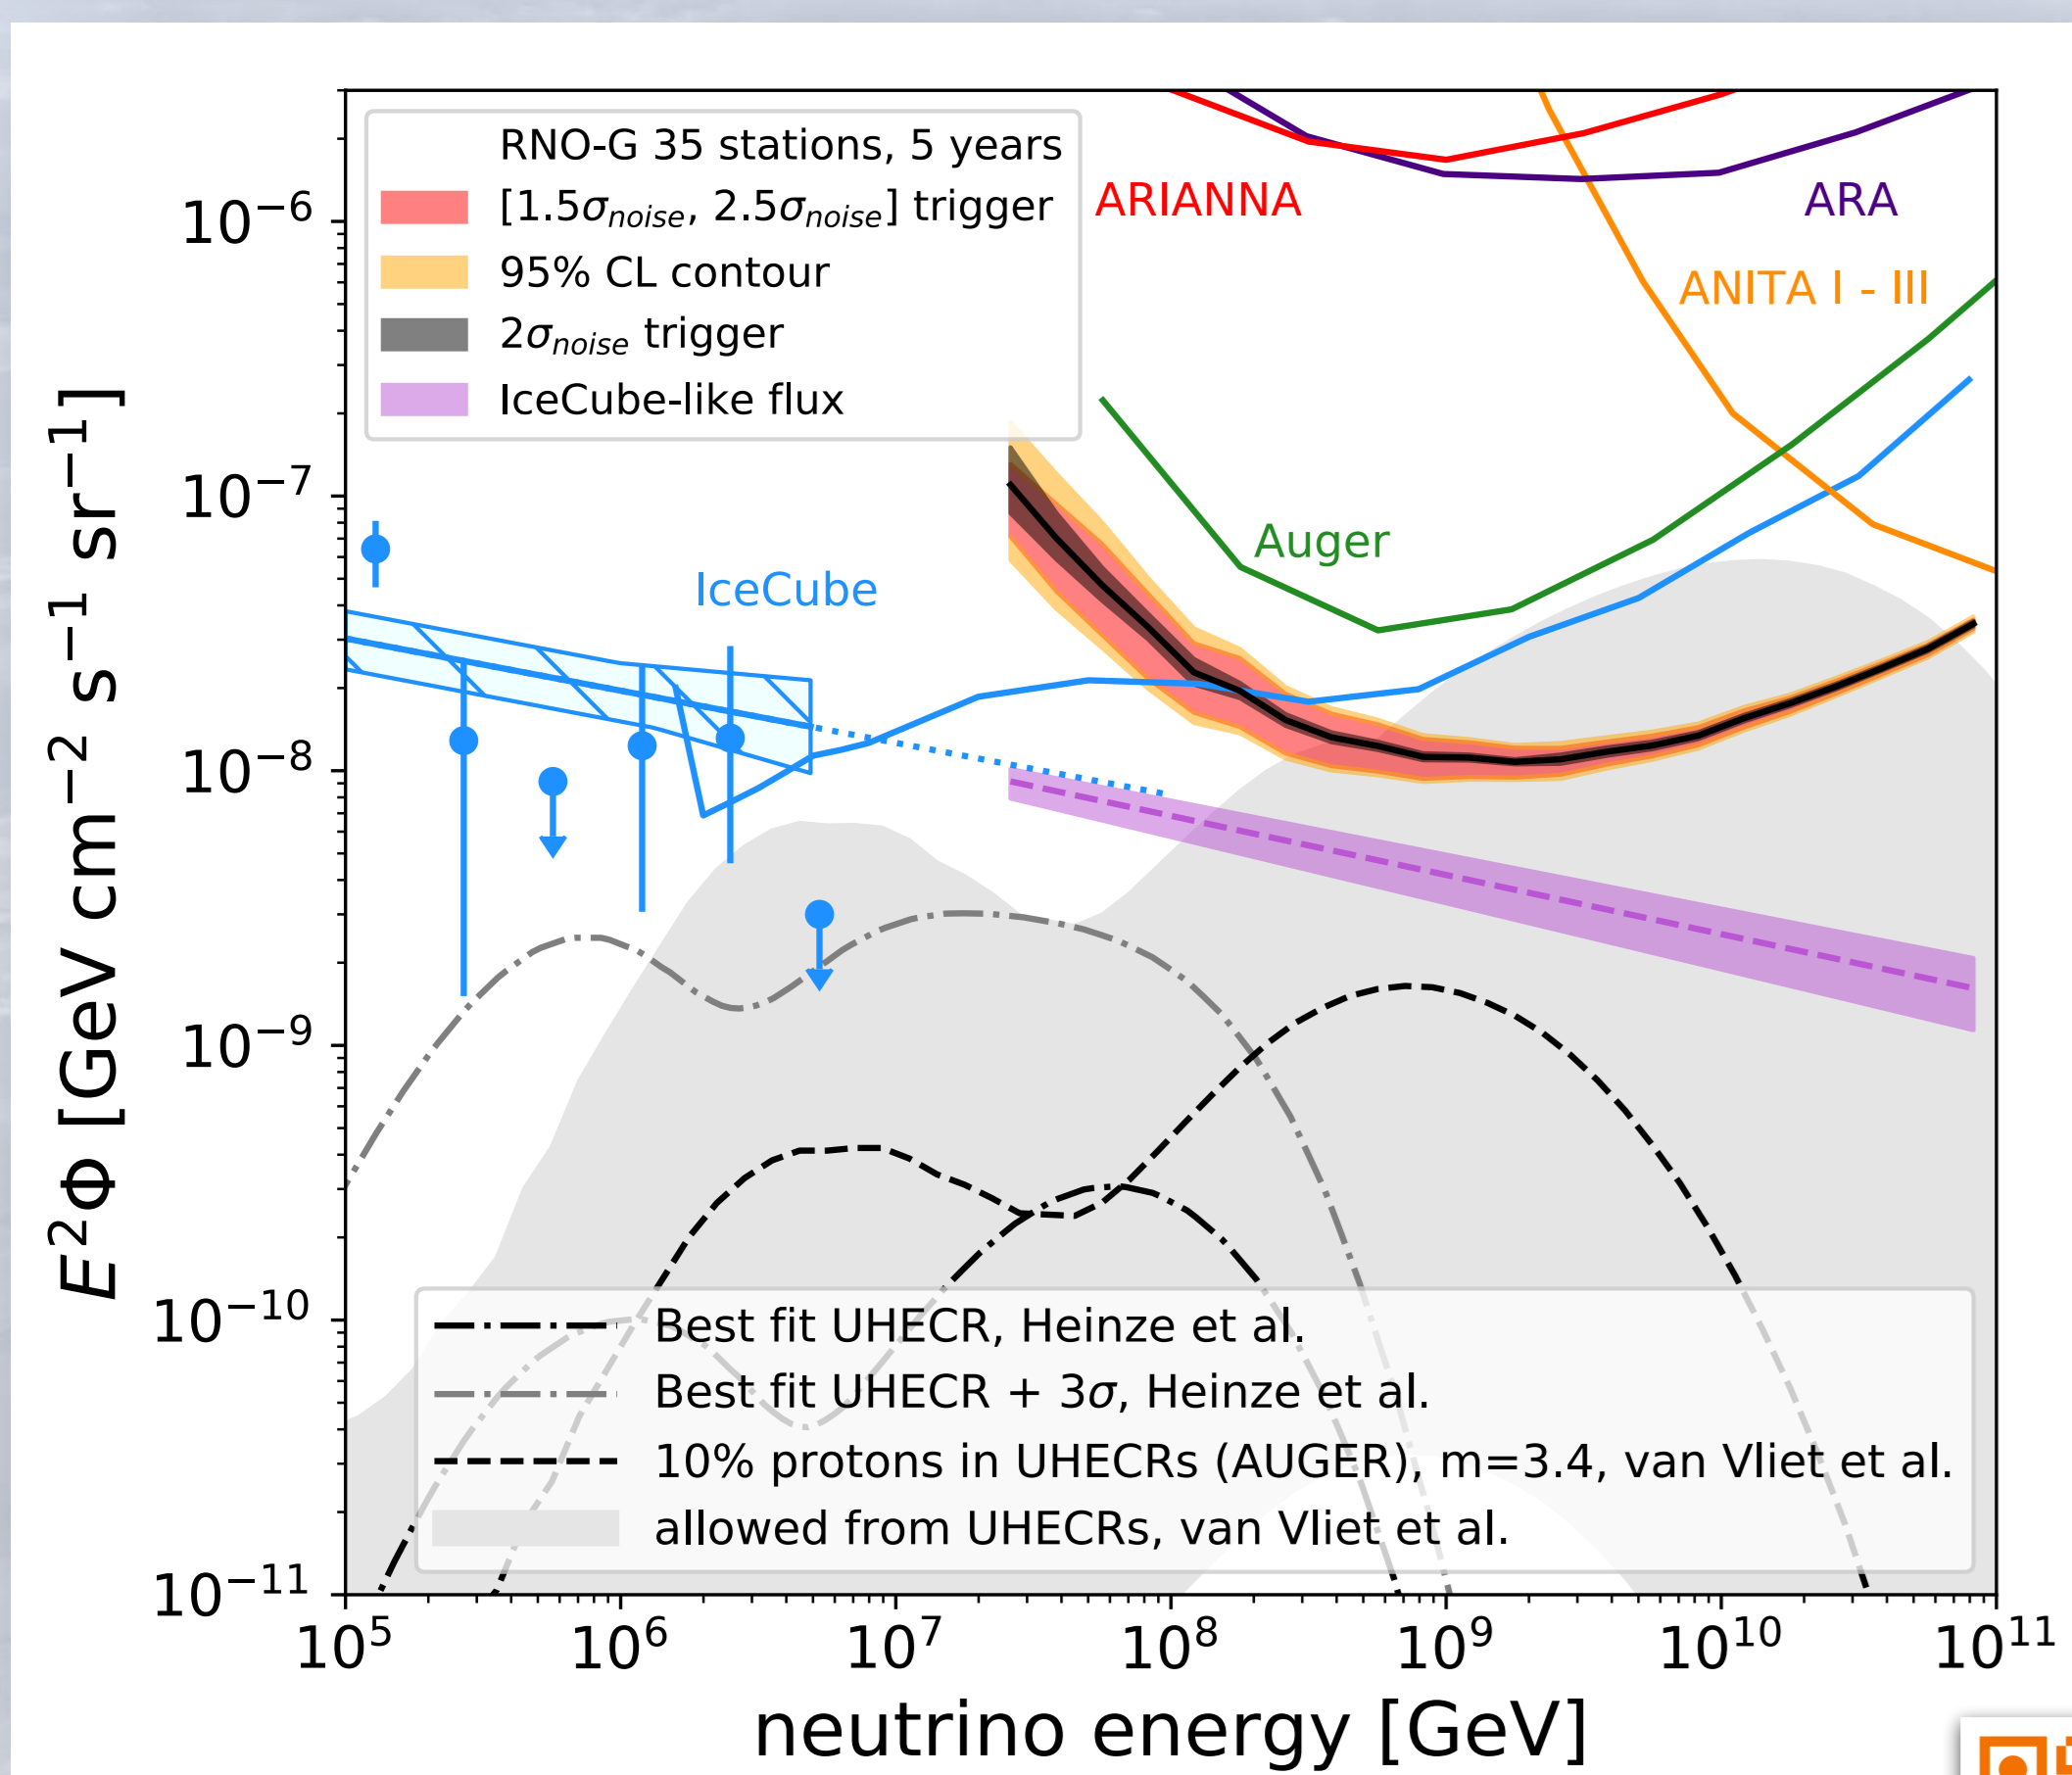 RNO-G 35 stations, 5 years
[1.5σnoise, 2.5σnoise] trigger
95% CL contour
2σnoise trigger
IceCube-like flux
ARIANNA
ARA
ANITA I - III
Auger
IceCube
10⁻⁶
10⁻⁷
10⁻⁸
10⁻⁹
10⁻¹⁰
10⁻¹¹
E²Φ [GeV cm⁻² s⁻¹ sr⁻¹]
Best fit UHECR, Heinze et al.
Best fit UHECR + 3σ, Heinze et al.
10% protons in UHECRs (AUGER), m=3.4, van Vliet et al.
allowed from UHECRs, van Vliet et al.
10⁵ 10⁶ 10⁷ 10⁸ 10⁹ 10¹⁰ 10¹¹
neutrino energy [GeV]